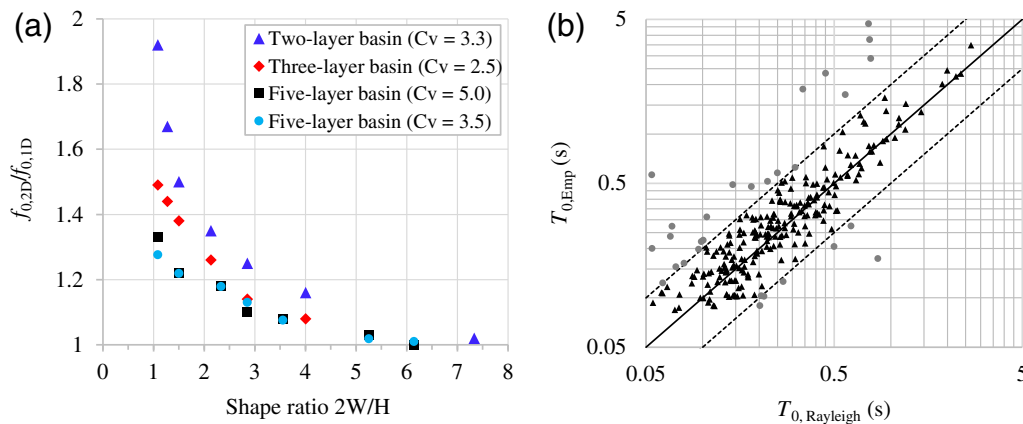 (a)
2
1.8
1.6
1.4
1.2
1
f0,2D/f0,1D
0 1 2 3 4 5 6 7 8
Shape ratio 2W/H
Two-layer basin (Cv = 3.3)
Three-layer basin (Cv = 2.5)
Five-layer basin (Cv = 5.0)
Five-layer basin (Cv = 3.5)
(b)
5
0.5
0.05
T0,Emp (s)
0.05 0.5 5
T0, Rayleigh (s)